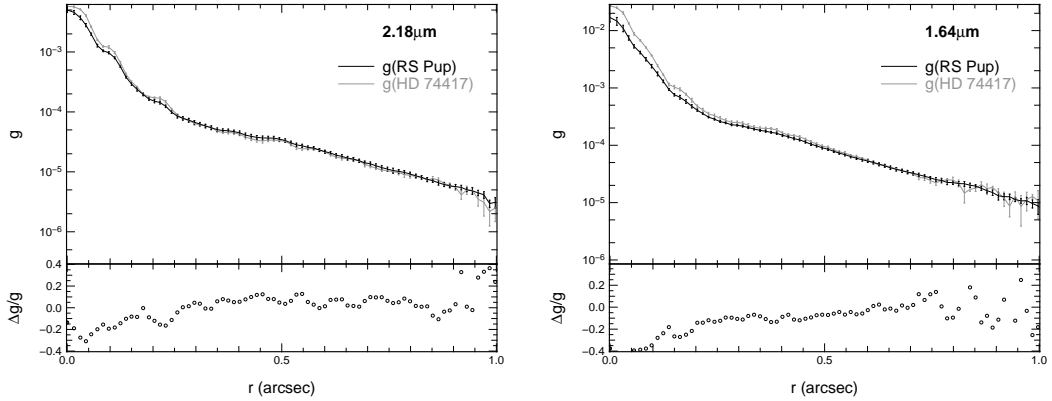 2.18μm
g(RS Pup)
g(HD 74417)
10⁻³
10⁻⁴
10⁻⁵
10⁻⁶
g
0.4
0.2
0.0
−0.2
−0.4
Δg/g
0.0 0.5 1.0
r (arcsec)
1.64μm
g(RS Pup)
g(HD 74417)
10⁻²
10⁻³
10⁻⁴
10⁻⁵
10⁻⁶
g
0.4
0.2
0.0
−0.2
−0.4
Δg/g
0.0 0.5 1.0
r (arcsec)